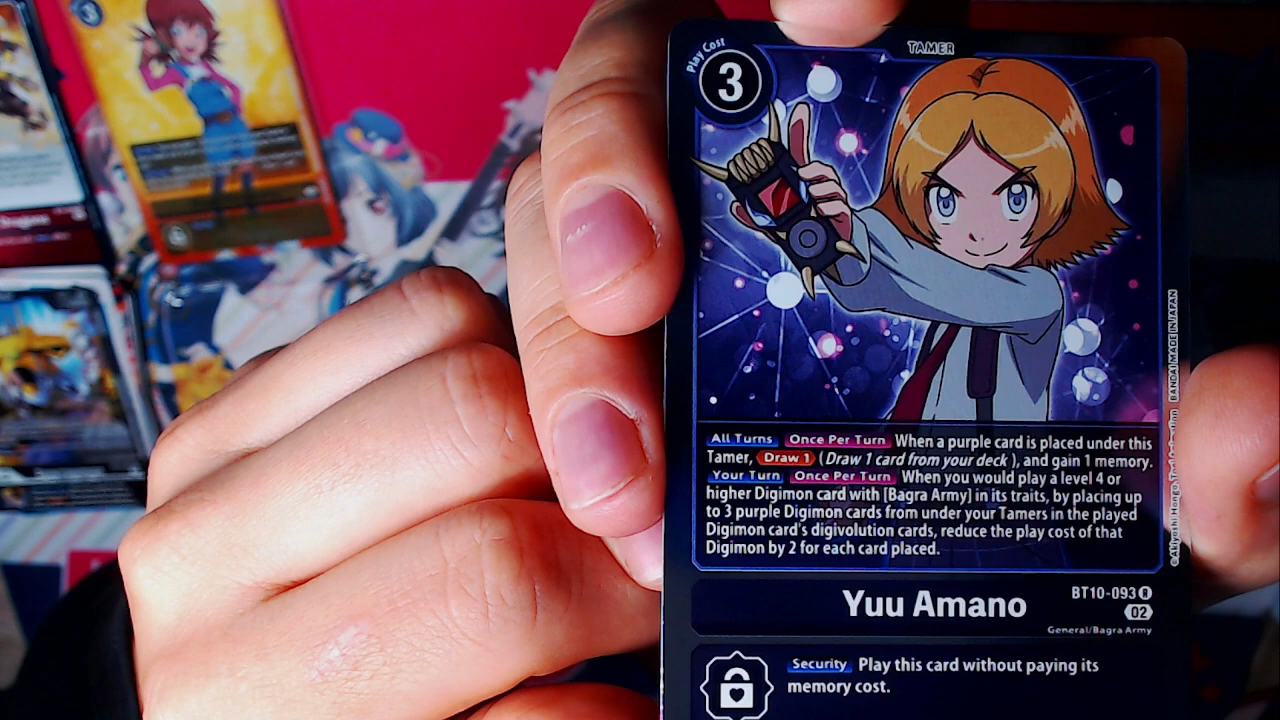 Play Cost
3
TAMER
All Turns Once Per Turn When a purple card is placed under this
Tamer, Draw 1 (Draw 1 card from your deck), and gain 1 memory.
Your Turn Once Per Turn When you would play a level 4 or
higher Digimon card with [Bagra Army] in its traits, by placing up
to 3 purple Digimon cards from under your Tamers in the played
Digimon card's digivolution cards, reduce the play cost of that
Digimon by 2 for each card placed.
BANDAI MADE IN JAPAN
©Akiyoshi Hongo, Toei Animation
Yuu Amano
BT10-093 R
02
General/Bagra Army
Security Play this card without paying its
memory cost.
3